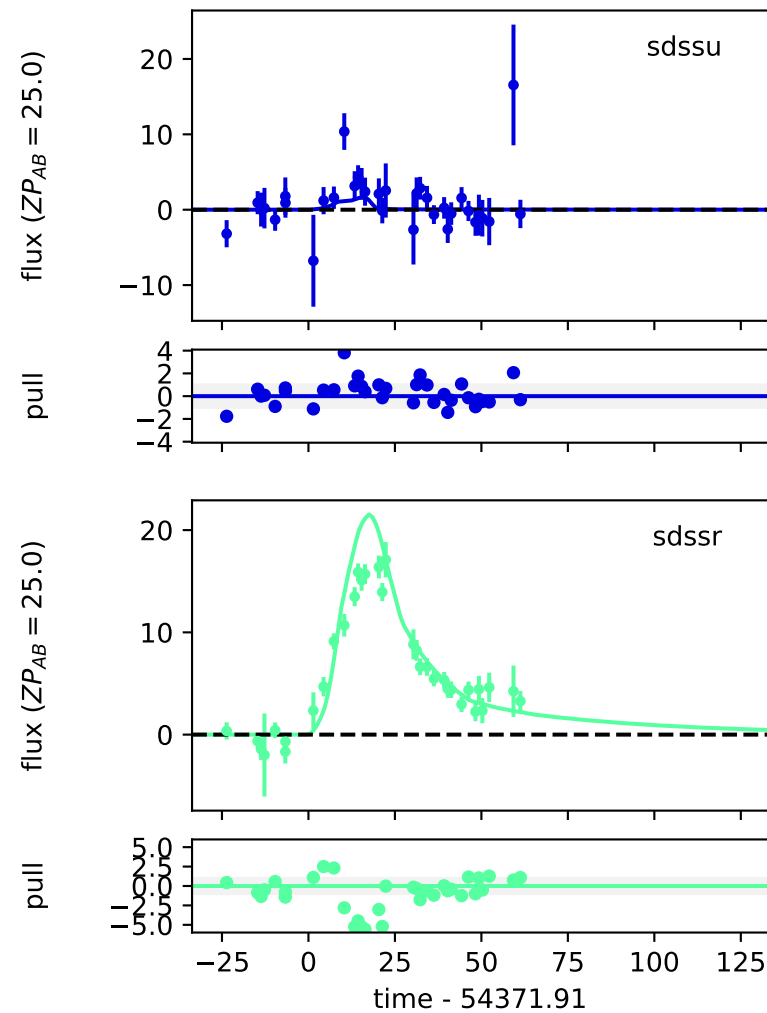 sdssu
flux (ZP_AB = 25.0)
20
10
0
−10
pull
4
2
0
−2
−4
sdssr
flux (ZP_AB = 25.0)
20
10
0
pull
5.0
2.5
0.0
−2.5
−5.0
−25 0 25 50 75 100 125
time - 54371.91